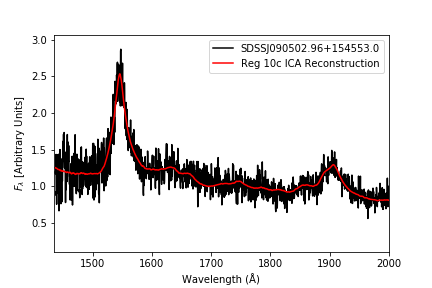 SDSSJ090502.96+154553.0
Reg 10c ICA Reconstruction
3.0
2.5
2.0
1.5
1.0
0.5
Fλ [Arbitrary Units]
1500 1600 1700 1800 1900 2000
Wavelength (Å)